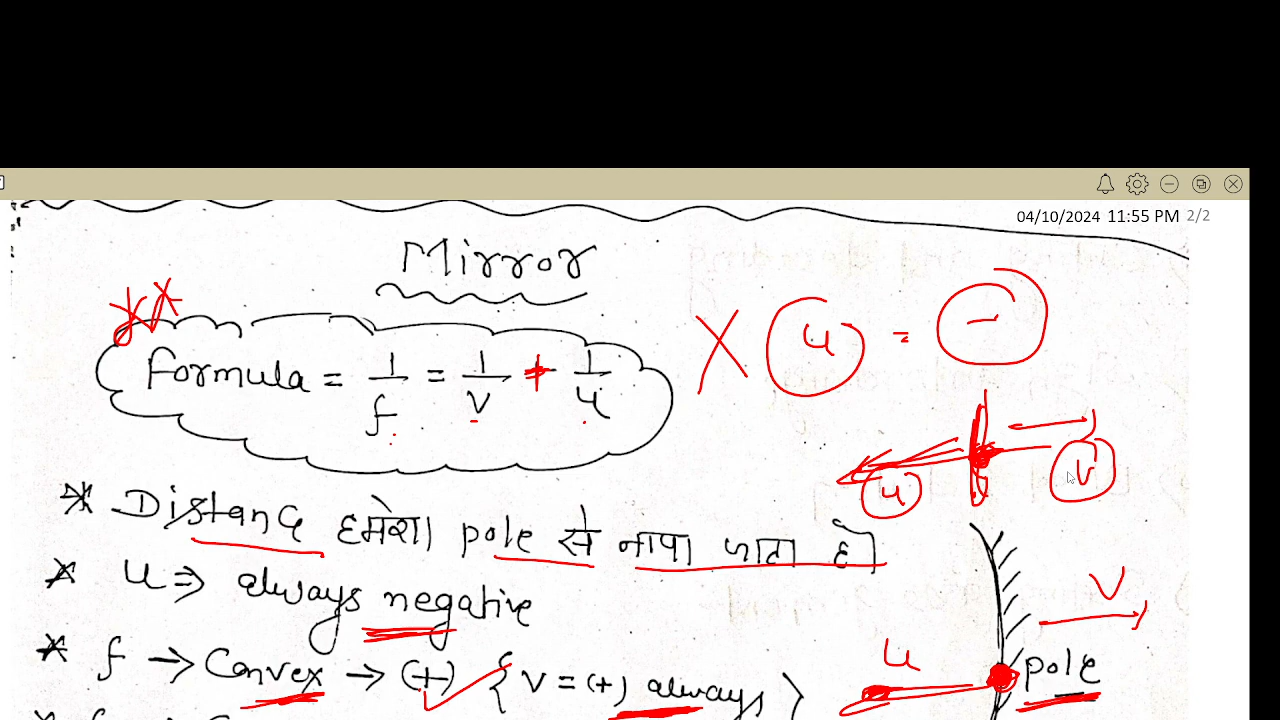 04/10/2024 11:55 PM 2/2
Mirror
u = −
Formula = 1/f = 1/v + 1/u
u v
* Distance हमेशा pole से नापा जाता है
* u ⇒ always negative
v
u
* f → Convex → (+) { v = (+) always }
pole